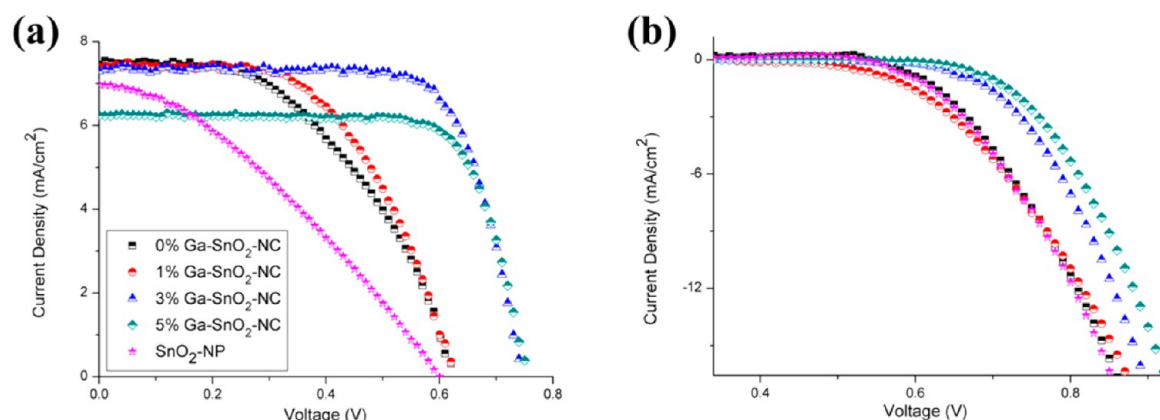 (a)
8
6
4
2
0
Current Density (mA/cm²)
0% Ga-SnO₂-NC
1% Ga-SnO₂-NC
3% Ga-SnO₂-NC
5% Ga-SnO₂-NC
SnO₂-NP
0.0 0.2 0.4 0.6 0.8
Voltage (V)
(b)
0
-6
-12
Current Density (mA/cm²)
0.4 0.6 0.8
Voltage (V)